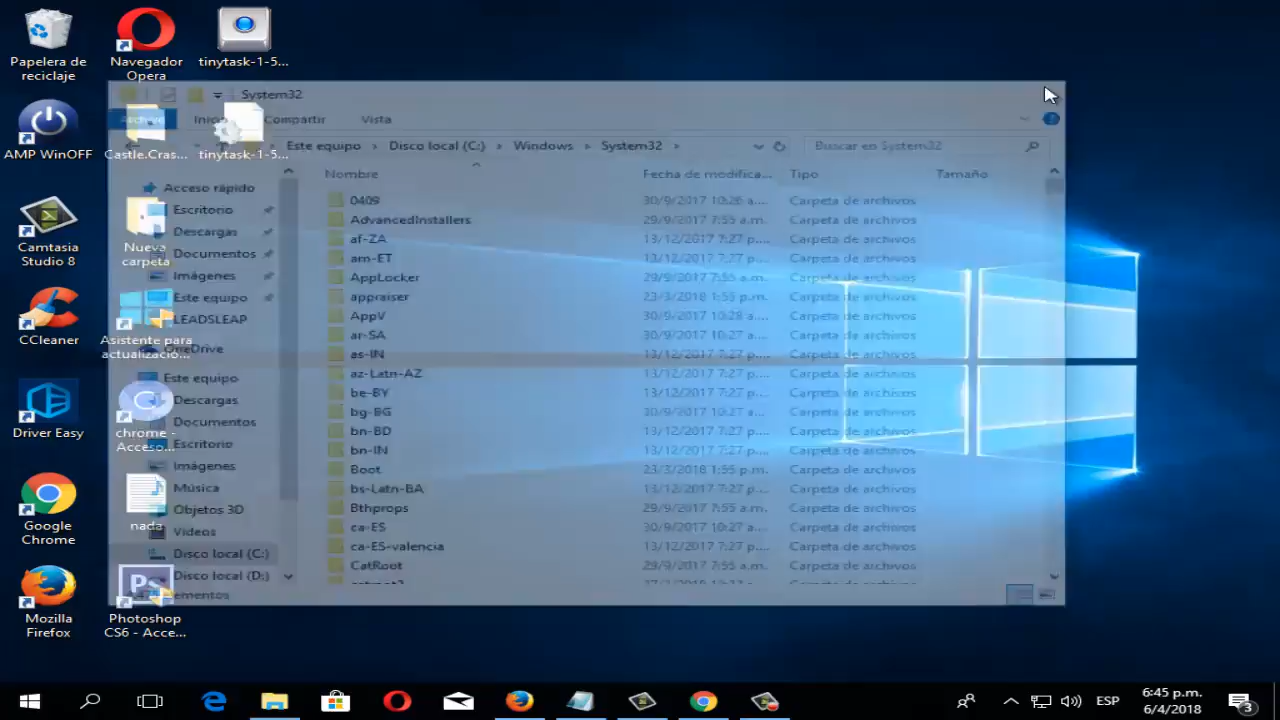 Papelera de
reciclaje
Navegador
Opera
tinytask-1-5...
AMP WinOFF
Castle.Cras...
tinytask-1-5...
Camtasia
Studio 8
Nueva
carpeta
CCleaner
Asistente para
actualizacio...
Driver Easy
chrome -
Acceso...
Google
Chrome
nada
Mozilla
Firefox
Photoshop
CS6 - Acce...
System32
Archivo Inicio Compartir Vista
Este equipo Disco local (C:) Windows System32
Buscar en System32
Acceso rápido
Escritorio
Descargas
Documentos
Imágenes
Este equipo
LEADSLEAP
OneDrive
Este equipo
Descargas
Documentos
Escritorio
Imágenes
Música
Objetos 3D
Vídeos
Disco local (C:)
Disco local (D:)
elementos
Nombre Fecha de modifica... Tipo Tamaño
0409 30/9/2017 10:26 a.... Carpeta de archivos
AdvancedInstallers 29/9/2017 7:55 a.m. Carpeta de archivos
af-ZA 13/12/2017 7:27 p.... Carpeta de archivos
am-ET 13/12/2017 7:27 p.... Carpeta de archivos
AppLocker 29/9/2017 7:55 a.m. Carpeta de archivos
appraiser 23/3/2018 1:55 p.m. Carpeta de archivos
AppV 30/9/2017 10:28 a.... Carpeta de archivos
ar-SA 30/9/2017 10:27 a.... Carpeta de archivos
as-IN 13/12/2017 7:27 p.... Carpeta de archivos
az-Latn-AZ 13/12/2017 7:27 p.... Carpeta de archivos
be-BY 13/12/2017 7:27 p.... Carpeta de archivos
bg-BG 30/9/2017 10:27 a.... Carpeta de archivos
bn-BD 13/12/2017 7:27 p.... Carpeta de archivos
bn-IN 13/12/2017 7:27 p.... Carpeta de archivos
Boot 23/3/2018 1:55 p.m. Carpeta de archivos
bs-Latn-BA 13/12/2017 7:27 p.... Carpeta de archivos
Bthprops 29/9/2017 7:55 a.m. Carpeta de archivos
ca-ES 30/9/2017 10:27 a.... Carpeta de archivos
ca-ES-valencia 13/12/2017 7:27 p.... Carpeta de archivos
CatRoot 29/9/2017 7:55 a.m. Carpeta de archivos
ESP
6:45 p.m.
6/4/2018
3